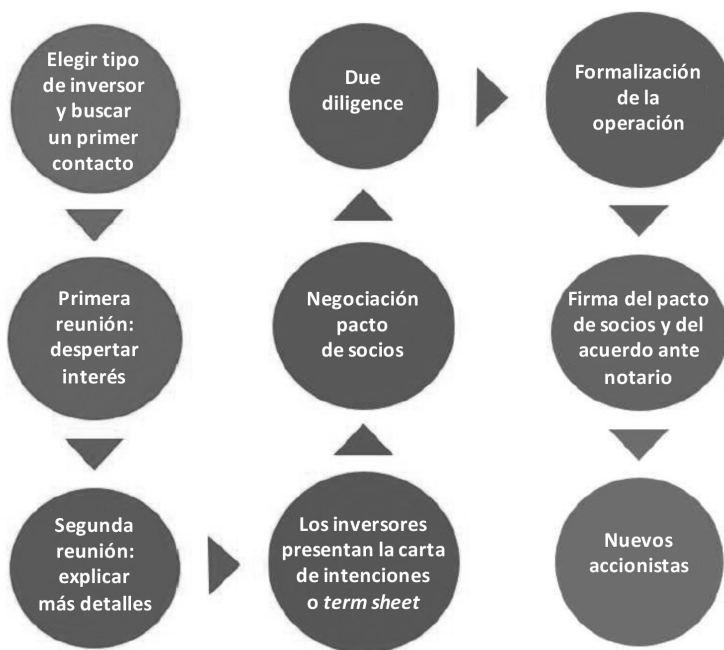 Elegir tipo
de inversor
y buscar
un primer
contacto
Primera
reunión:
despertar
interés
Segunda
reunión:
explicar
más detalles
Los inversores
presentan la carta
de intenciones
o term sheet
Negociación
pacto
de socios
Due
diligence
Formalización
de la
operación
Firma del pacto
de socios y del
acuerdo ante
notario
Nuevos
accionistas